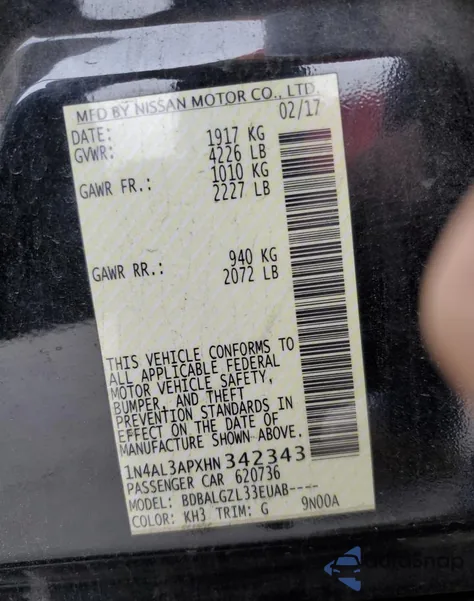 MFD BY NISSAN MOTOR CO., LTD.
DATE: 02/17
GVWR: 1917 KG
4226 LB
GAWR FR.: 1010 KG
2227 LB
GAWR RR.: 940 KG
2072 LB
THIS VEHICLE CONFORMS TO
ALL APPLICABLE FEDERAL
MOTOR VEHICLE SAFETY,
BUMPER, AND THEFT
PREVENTION STANDARDS IN
EFFECT ON THE DATE OF
MANUFACTURE SHOWN ABOVE.
1N4AL3APXHN342343
PASSENGER CAR 620736
MODEL: BDBALGZL33EUAB----
COLOR: KH3 TRIM: G 9N00A
autosnap